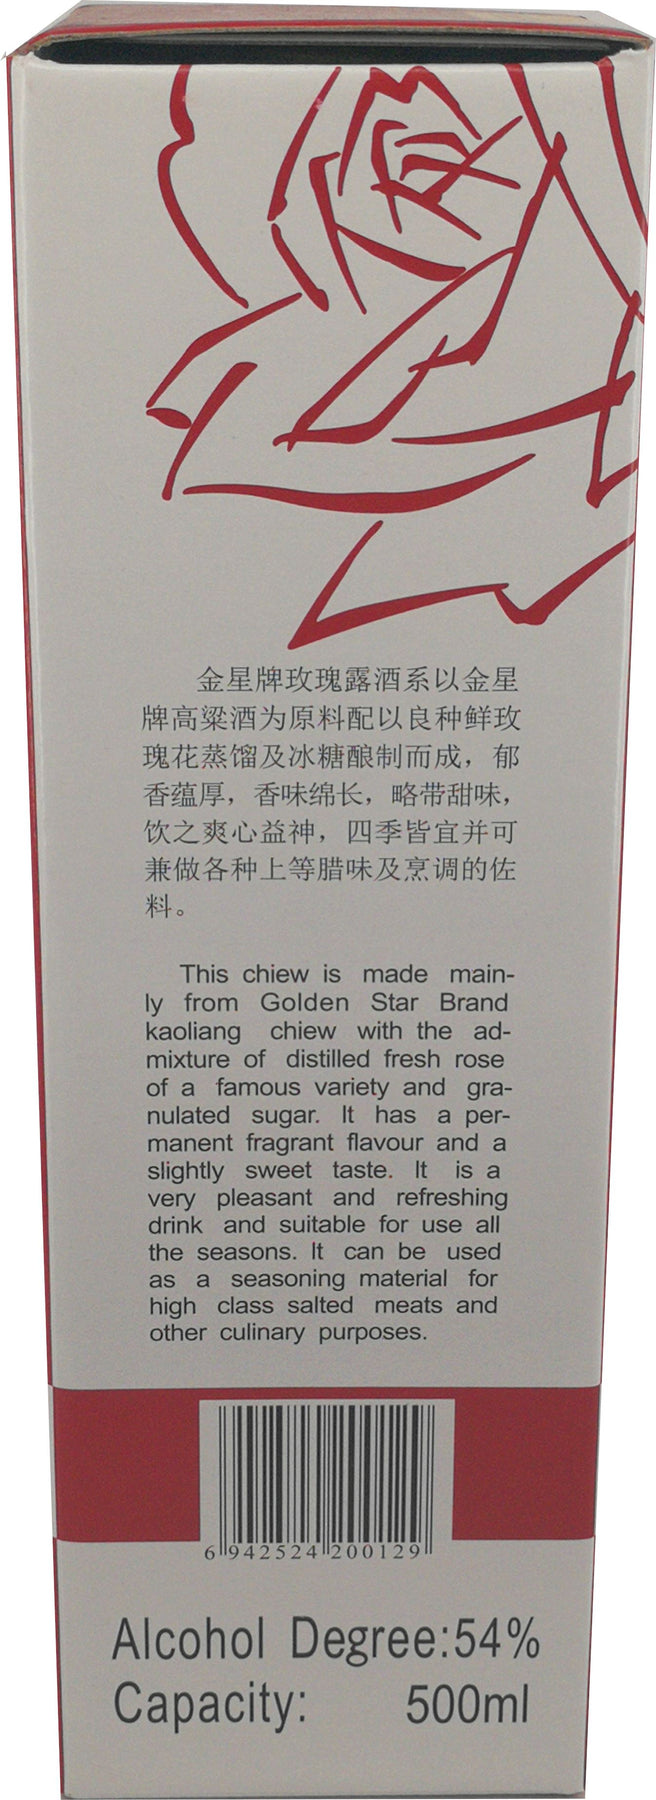 金星牌玫瑰露酒系以金星
牌高粱酒为原料配以良种鲜玫
瑰花蒸馏及冰糖酿制而成，郁
香蕴厚，香味绵长，略带甜味，
饮之爽心益神，四季皆宜并可
兼做各种上等腊味及烹调的佐
料。
This chiew is made main-
ly from Golden Star Brand
kaoliang chiew with the ad-
mixture of distilled fresh rose
of a famous variety and gra-
nulated sugar. It has a per-
manent fragrant flavour and a
slightly sweet taste. It is a
very pleasant and refreshing
drink and suitable for use all
the seasons. It can be used
as a seasoning material for
high class salted meats and
other culinary purposes.
6 942524 200129
Alcohol Degree:54%
Capacity: 500ml